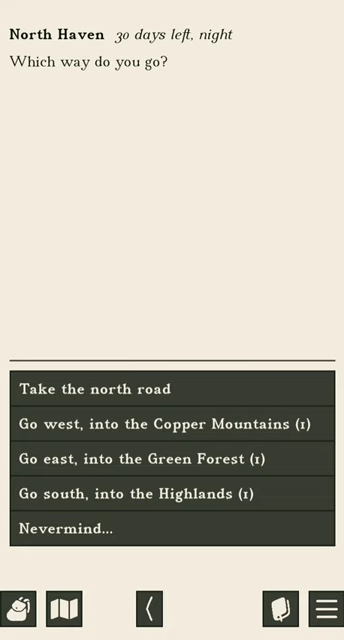 North Haven 30 days left, night
Which way do you go?
Take the north road
Go west, into the Copper Mountains (1)
Go east, into the Green Forest (1)
Go south, into the Highlands (1)
Nevermind...